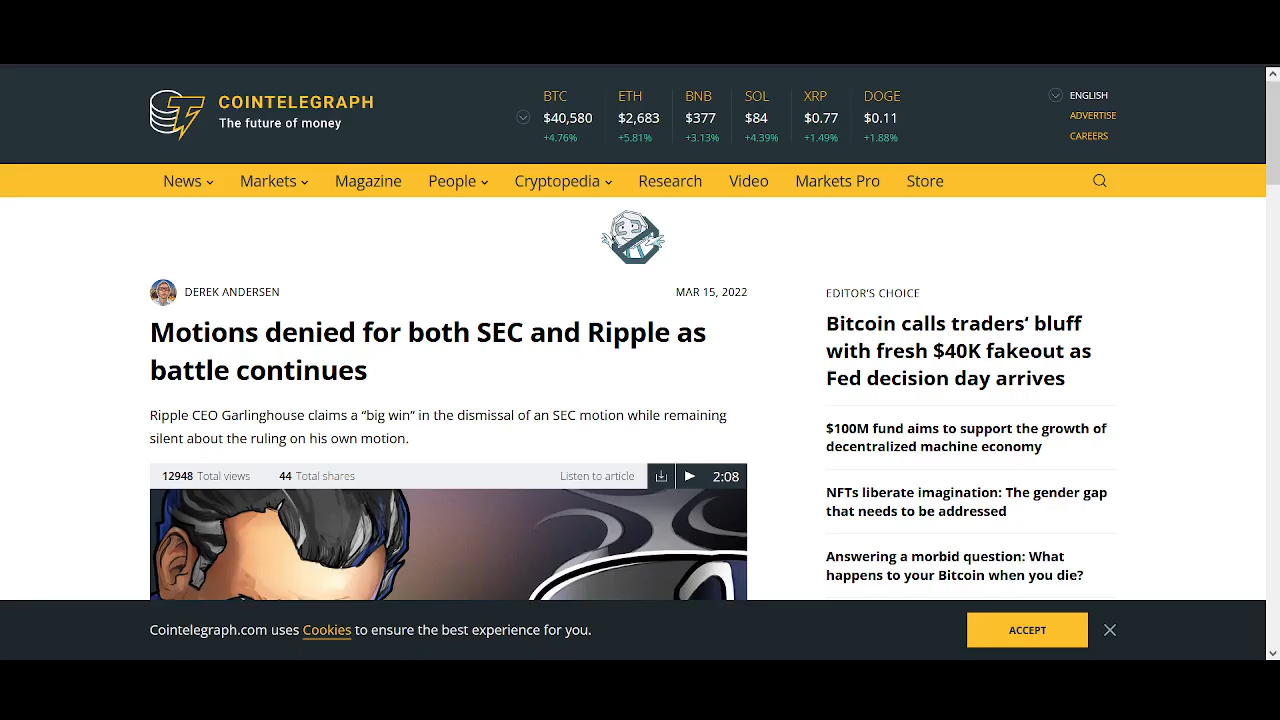 COINTELEGRAPH
The future of money
BTC ETH BNB SOL XRP DOGE
$40,580 $2,683 $377 $84 $0.77 $0.11
+4.76% +5.81% +3.13% +4.39% +1.49% +1.88%
ENGLISH
ADVERTISE
CAREERS
News Markets Magazine People Cryptopedia Research Video Markets Pro Store
DEREK ANDERSEN MAR 15, 2022
Motions denied for both SEC and Ripple as
battle continues
Ripple CEO Garlinghouse claims a “big win” in the dismissal of an SEC motion while remaining
silent about the ruling on his own motion.
12948 Total views 44 Total shares Listen to article 2:08
EDITOR'S CHOICE
Bitcoin calls traders‘ bluff
with fresh $40K fakeout as
Fed decision day arrives
$100M fund aims to support the growth of
decentralized machine economy
NFTs liberate imagination: The gender gap
that needs to be addressed
Answering a morbid question: What
happens to your Bitcoin when you die?
Cointelegraph.com uses Cookies to ensure the best experience for you.
ACCEPT